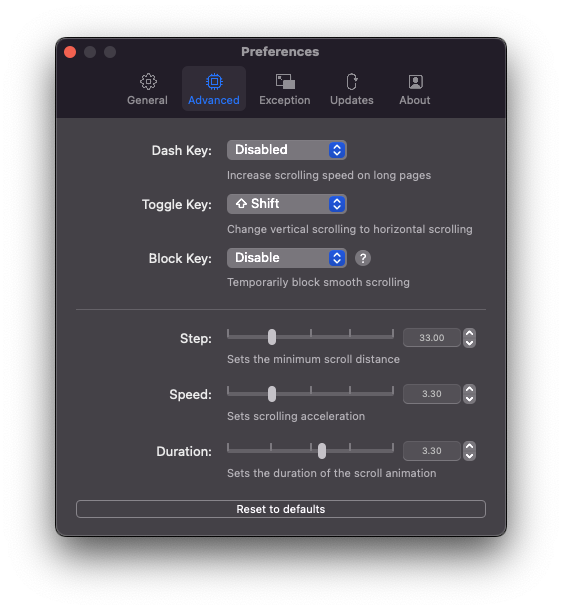 Preferences
General Advanced Exception Updates About
Dash Key: Disabled
Increase scrolling speed on long pages
Toggle Key: ⇧ Shift
Change vertical scrolling to horizontal scrolling
Block Key: Disable ?
Temporarily block smooth scrolling
Step: 33.00
Sets the minimum scroll distance
Speed: 3.30
Sets scrolling acceleration
Duration: 3.30
Sets the duration of the scroll animation
Reset to defaults